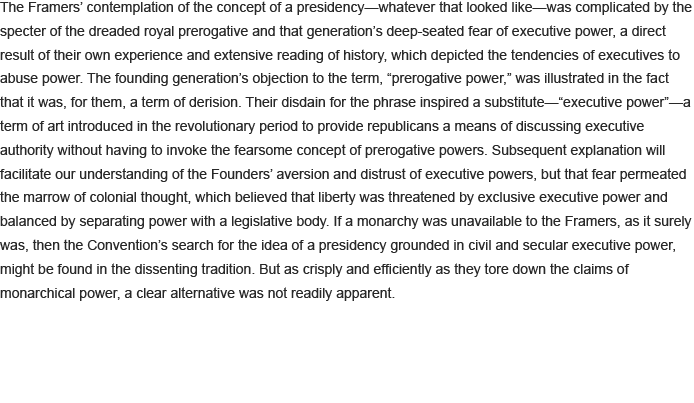 The Framers’ contemplation of the concept of a presidency—whatever that looked like—was complicated by the
specter of the dreaded royal prerogative and that generation’s deep-seated fear of executive power, a direct
result of their own experience and extensive reading of history, which depicted the tendencies of executives to
abuse power. The founding generation’s objection to the term, “prerogative power,” was illustrated in the fact
that it was, for them, a term of derision. Their disdain for the phrase inspired a substitute—“executive power”—a
term of art introduced in the revolutionary period to provide republicans a means of discussing executive
authority without having to invoke the fearsome concept of prerogative powers. Subsequent explanation will
facilitate our understanding of the Founders’ aversion and distrust of executive powers, but that fear permeated
the marrow of colonial thought, which believed that liberty was threatened by exclusive executive power and
balanced by separating power with a legislative body. If a monarchy was unavailable to the Framers, as it surely
was, then the Convention’s search for the idea of a presidency grounded in civil and secular executive power,
might be found in the dissenting tradition. But as crisply and efficiently as they tore down the claims of
monarchical power, a clear alternative was not readily apparent.